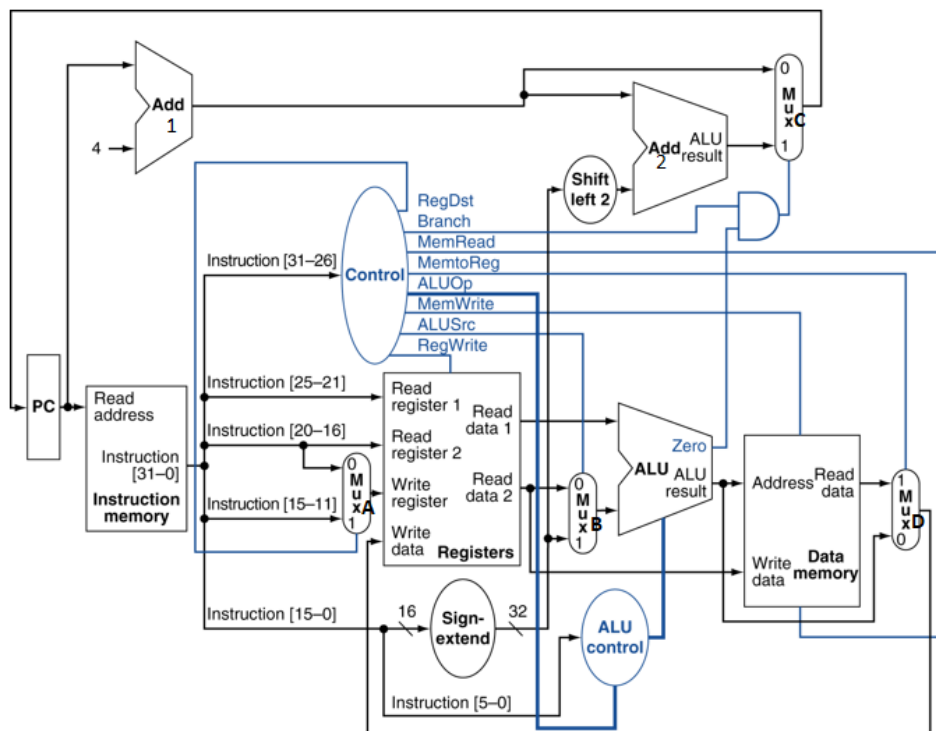 Add
1
4
0
M
u
xC
1
Add
2
ALU
result
Shift
left 2
RegDst
Branch
MemRead
MemtoReg
ALUOp
MemWrite
ALUSrc
RegWrite
Control
Instruction [31–26]
PC
Read
address
Instruction
[31–0]
Instruction
memory
Instruction [25–21]
Instruction [20–16]
Instruction [15–11]
0
M
u
xA
1
Read
register 1
Read
register 2
Write
register
Write
data
Read
data 1
Read
data 2
Registers
0
M
u
xB
1
ALU
Zero
ALU
result
Address
Read
data
Write
data
Data
memory
1
M
u
xD
0
Instruction [15–0]
16
Sign-
extend
32
ALU
control
Instruction [5–0]